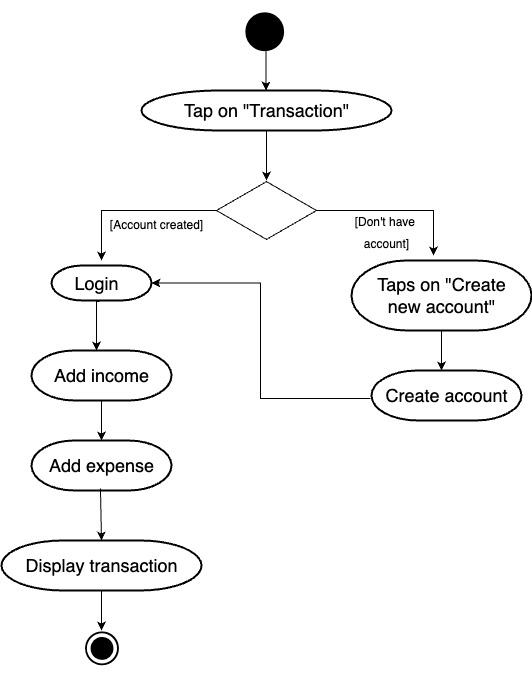 Tap on "Transaction"
[Account created]
[Don't have
account]
Login
Taps on "Create
new account"
Add income
Create account
Add expense
Display transaction